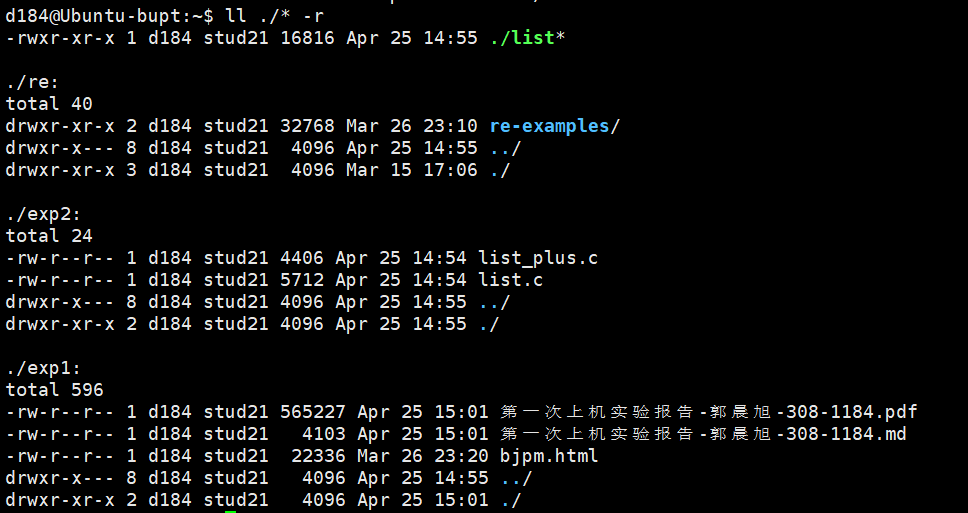 d184@Ubuntu-bupt:~$ ll ./* -r
-rwxr-xr-x 1 d184 stud21 16816 Apr 25 14:55 ./list*
./re:
total 40
drwxr-xr-x 2 d184 stud21 32768 Mar 26 23:10 re-examples/
drwxr-x--- 8 d184 stud21  4096 Apr 25 14:55 ../
drwxr-xr-x 3 d184 stud21  4096 Mar 15 17:06 ./
./exp2:
total 24
-rw-r--r-- 1 d184 stud21 4406 Apr 25 14:54 list_plus.c
-rw-r--r-- 1 d184 stud21 5712 Apr 25 14:54 list.c
drwxr-x--- 8 d184 stud21 4096 Apr 25 14:55 ../
drwxr-xr-x 2 d184 stud21 4096 Apr 25 14:55 ./
./exp1:
total 596
-rw-r--r-- 1 d184 stud21 565227 Apr 25 15:01 第一次上机实验报告-郭晨旭-308-1184.pdf
-rw-r--r-- 1 d184 stud21   4103 Apr 25 15:01 第一次上机实验报告-郭晨旭-308-1184.md
-rw-r--r-- 1 d184 stud21  22336 Mar 26 23:20 bjpm.html
drwxr-x--- 8 d184 stud21   4096 Apr 25 14:55 ../
drwxr-xr-x 2 d184 stud21   4096 Apr 25 15:01 ./